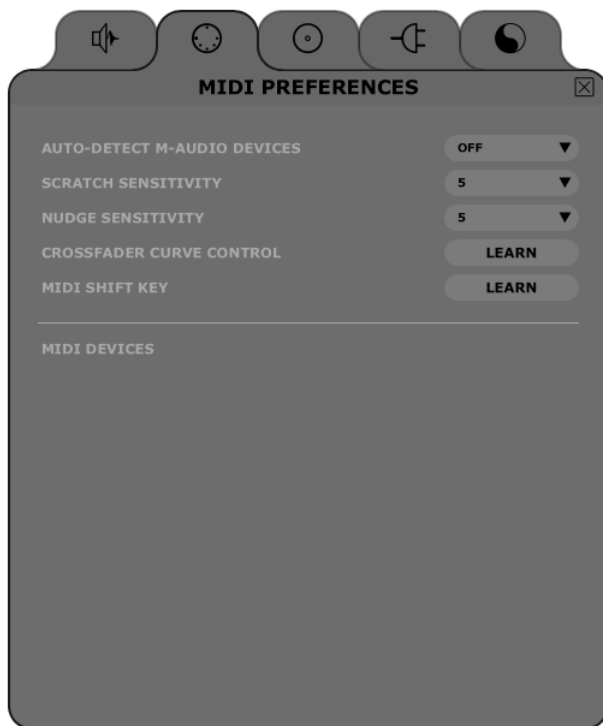 MIDI PREFERENCES
AUTO-DETECT M-AUDIO DEVICES OFF
SCRATCH SENSITIVITY 5
NUDGE SENSITIVITY 5
CROSSFADER CURVE CONTROL LEARN
MIDI SHIFT KEY LEARN
MIDI DEVICES